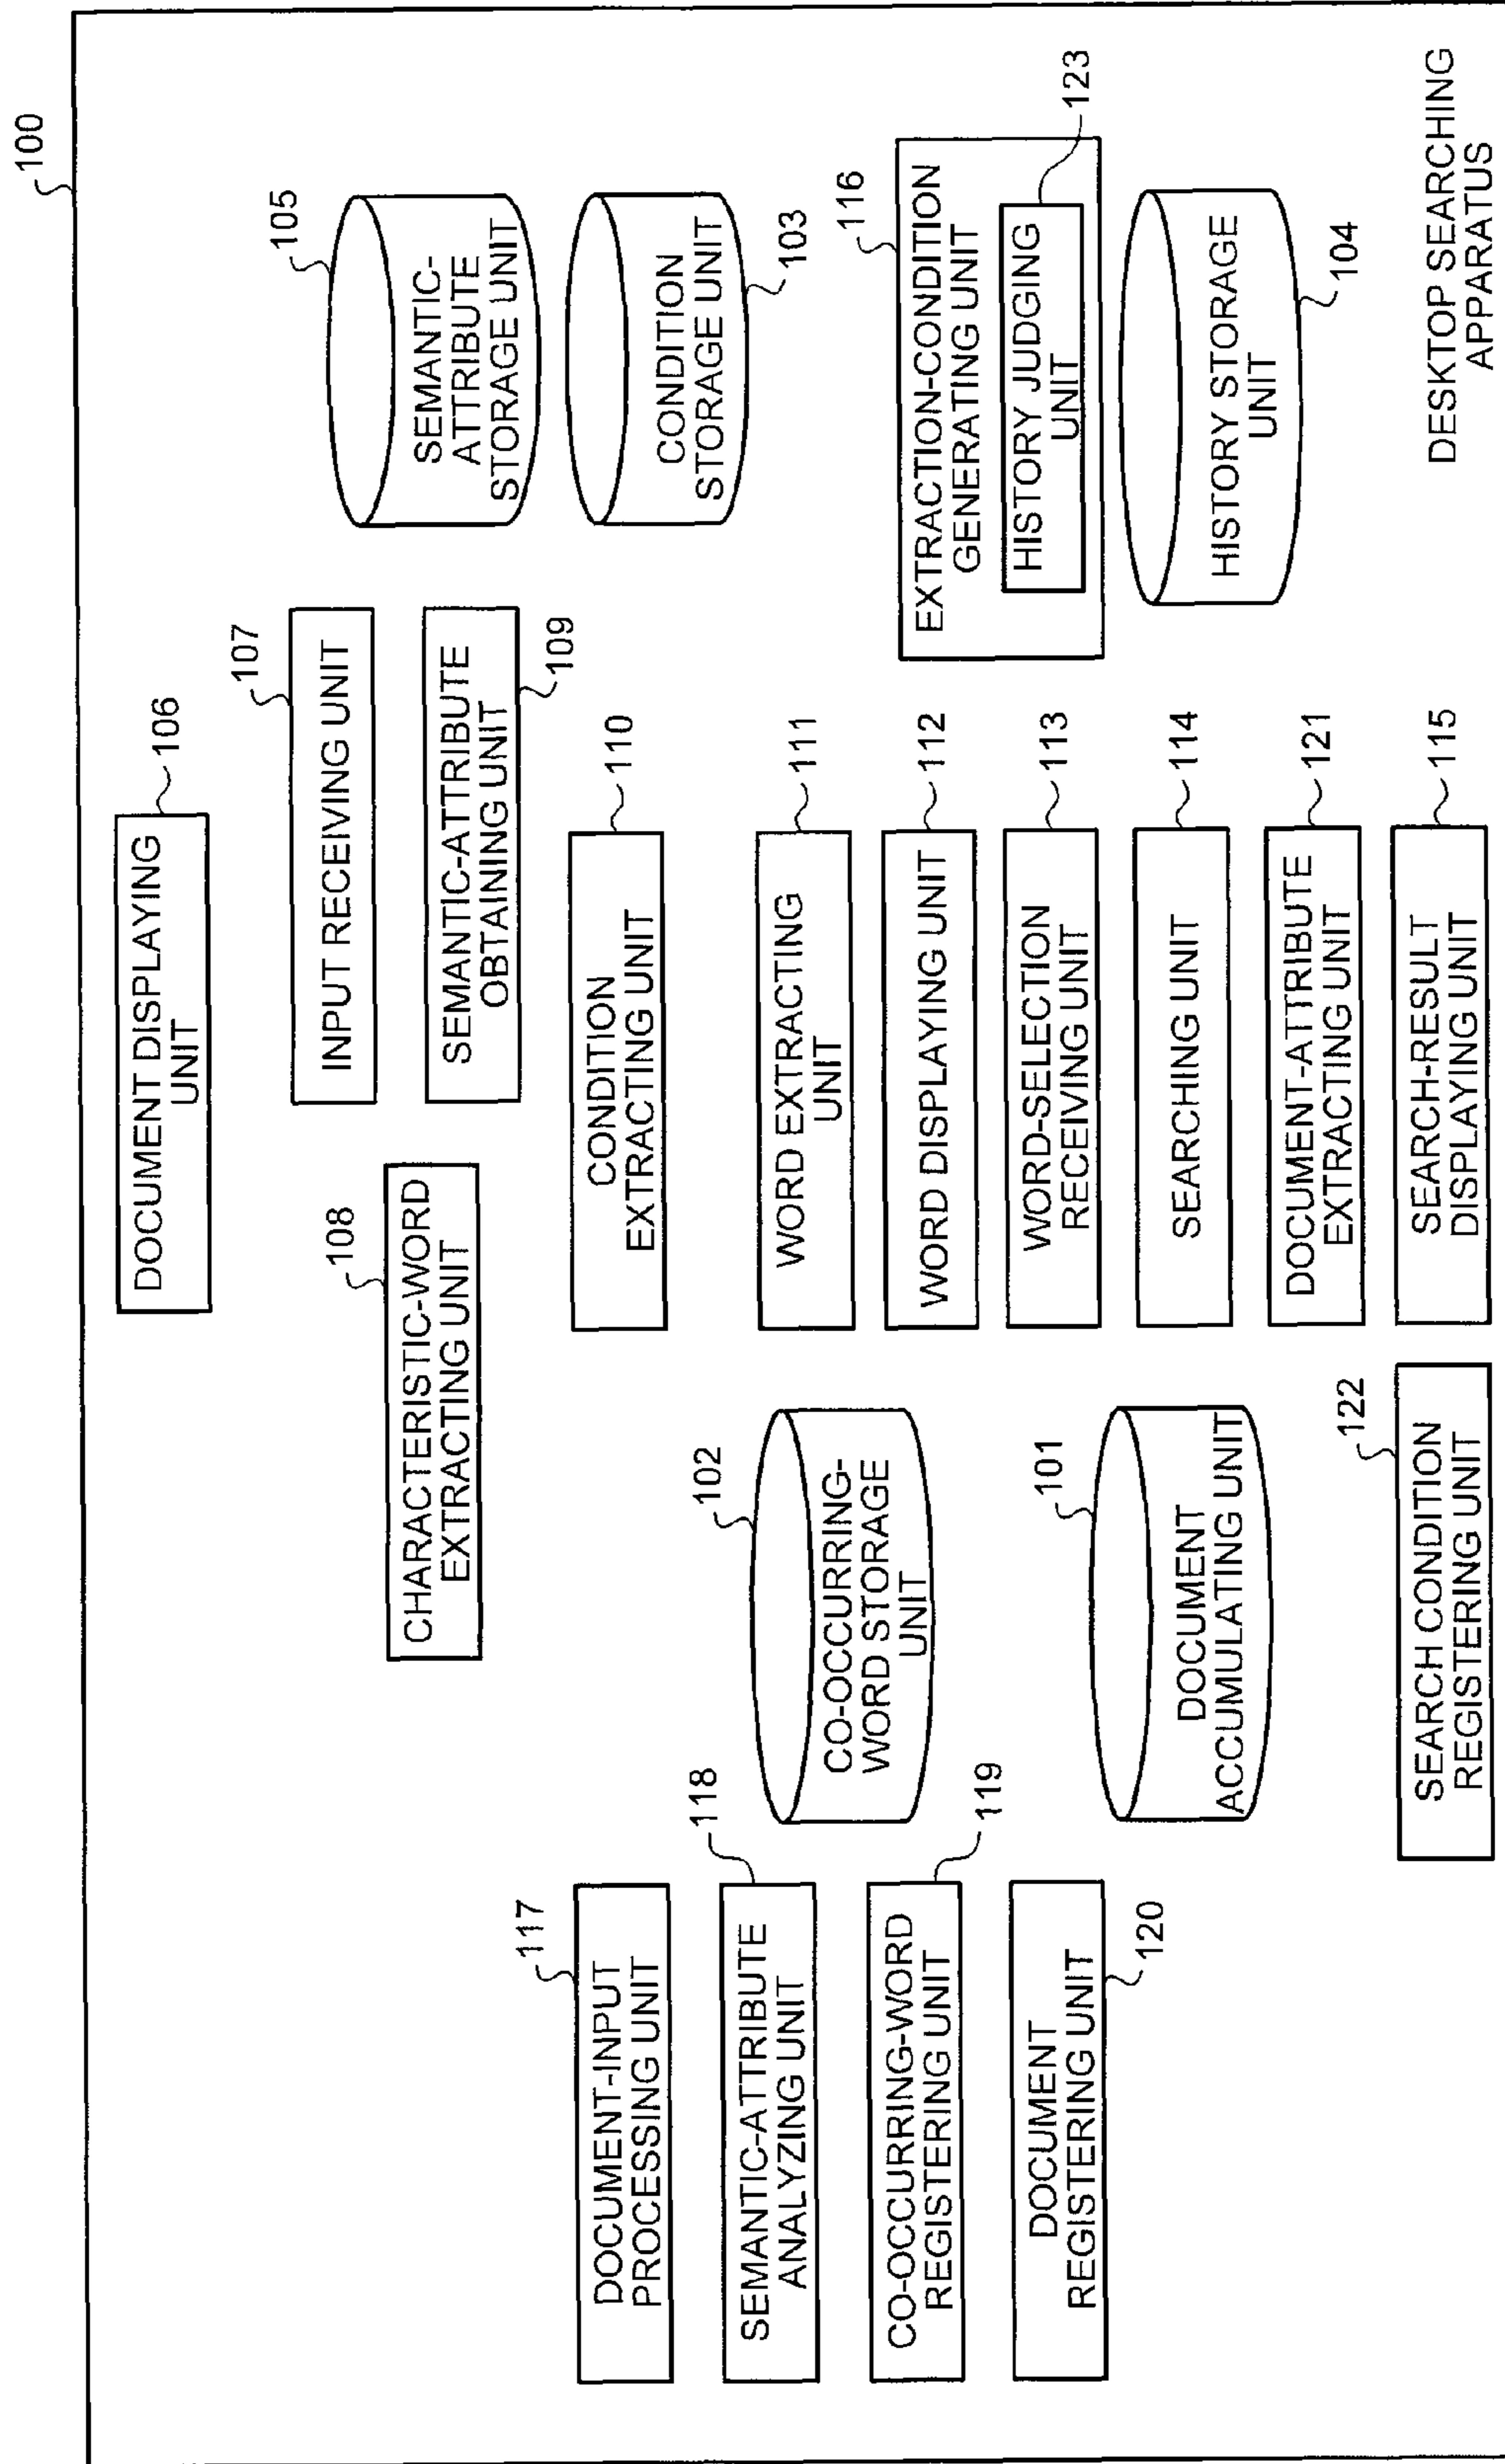 100
DOCUMENT DISPLAYING
UNIT
106
107
INPUT RECEIVING UNIT
105
SEMANTIC-
ATTRIBUTE
STORAGE UNIT
108
CHARACTERISTIC-WORD
EXTRACTING UNIT
SEMANTIC-ATTRIBUTE
OBTAINING UNIT
109
117
DOCUMENT-INPUT
PROCESSING UNIT
CONDITION
EXTRACTING UNIT
110
CONDITION
STORAGE UNIT
103
118
SEMANTIC-ATTRIBUTE
ANALYZING UNIT
102
CO-OCCURRING-
WORD STORAGE
UNIT
WORD EXTRACTING
UNIT
111
116
EXTRACTION-CONDITION
GENERATING UNIT
HISTORY JUDGING
UNIT
123
CO-OCCURRING-WORD
REGISTERING UNIT
119
WORD DISPLAYING UNIT
112
DOCUMENT
REGISTERING UNIT
120
101
DOCUMENT
ACCUMULATING UNIT
WORD-SELECTION
RECEIVING UNIT
113
SEARCHING UNIT
114
HISTORY STORAGE
UNIT
104
DOCUMENT-ATTRIBUTE
EXTRACTING UNIT
121
122
SEARCH CONDITION
REGISTERING UNIT
SEARCH-RESULT
DISPLAYING UNIT
115
DESKTOP SEARCHING
APPARATUS